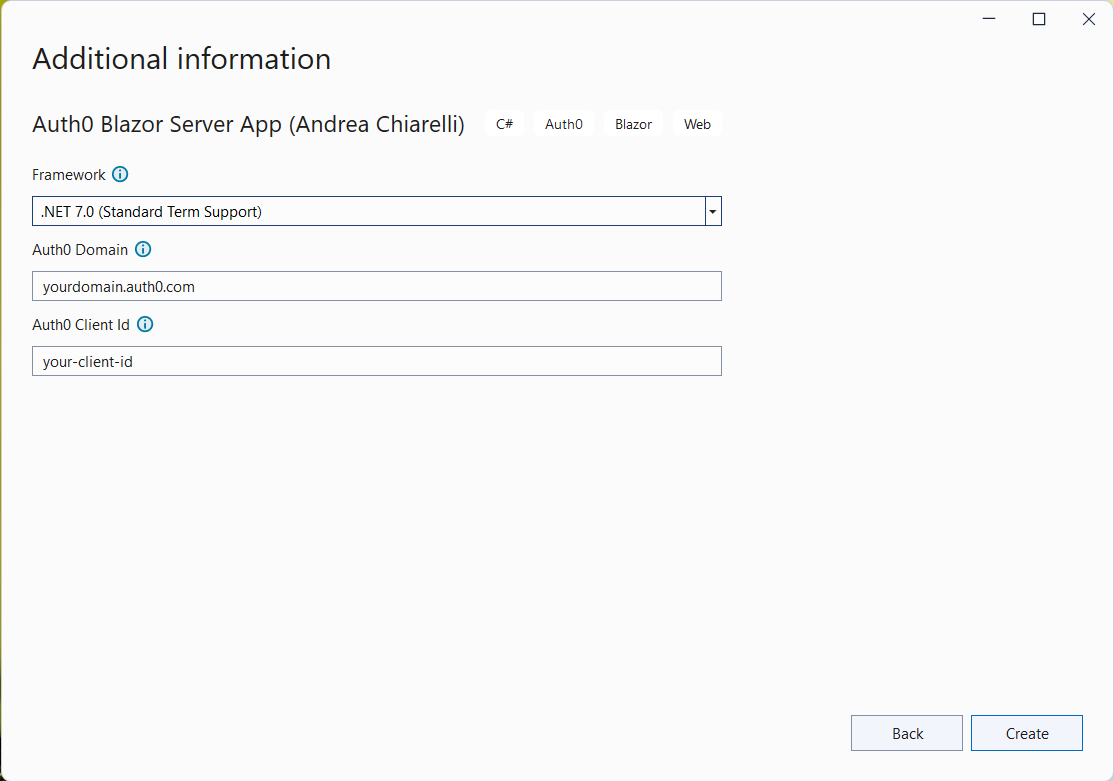 Additional information
Auth0 Blazor Server App (Andrea Chiarelli) C# Auth0 Blazor Web
Framework
.NET 7.0 (Standard Term Support)
Auth0 Domain
yourdomain.auth0.com
Auth0 Client Id
your-client-id
Back Create